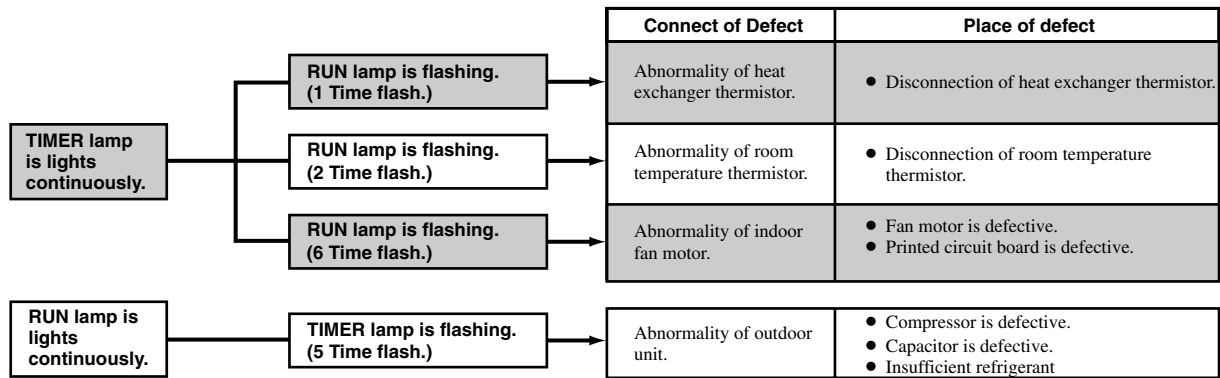 Connect of Defect
Place of defect
TIMER lamp
is lights
continuously.
RUN lamp is flashing.
(1 Time flash.)
Abnormality of heat
exchanger thermistor.
● Disconnection of heat exchanger thermistor.
RUN lamp is flashing.
(2 Time flash.)
Abnormality of room
temperature thermistor.
● Disconnection of room temperature
thermistor.
RUN lamp is flashing.
(6 Time flash.)
Abnormality of indoor
fan motor.
● Fan motor is defective.
● Printed circuit board is defective.
RUN lamp is
lights
continuously.
TIMER lamp is flashing.
(5 Time flash.)
Abnormality of outdoor
unit.
● Compressor is defective.
● Capacitor is defective.
● Insufficient refrigerant